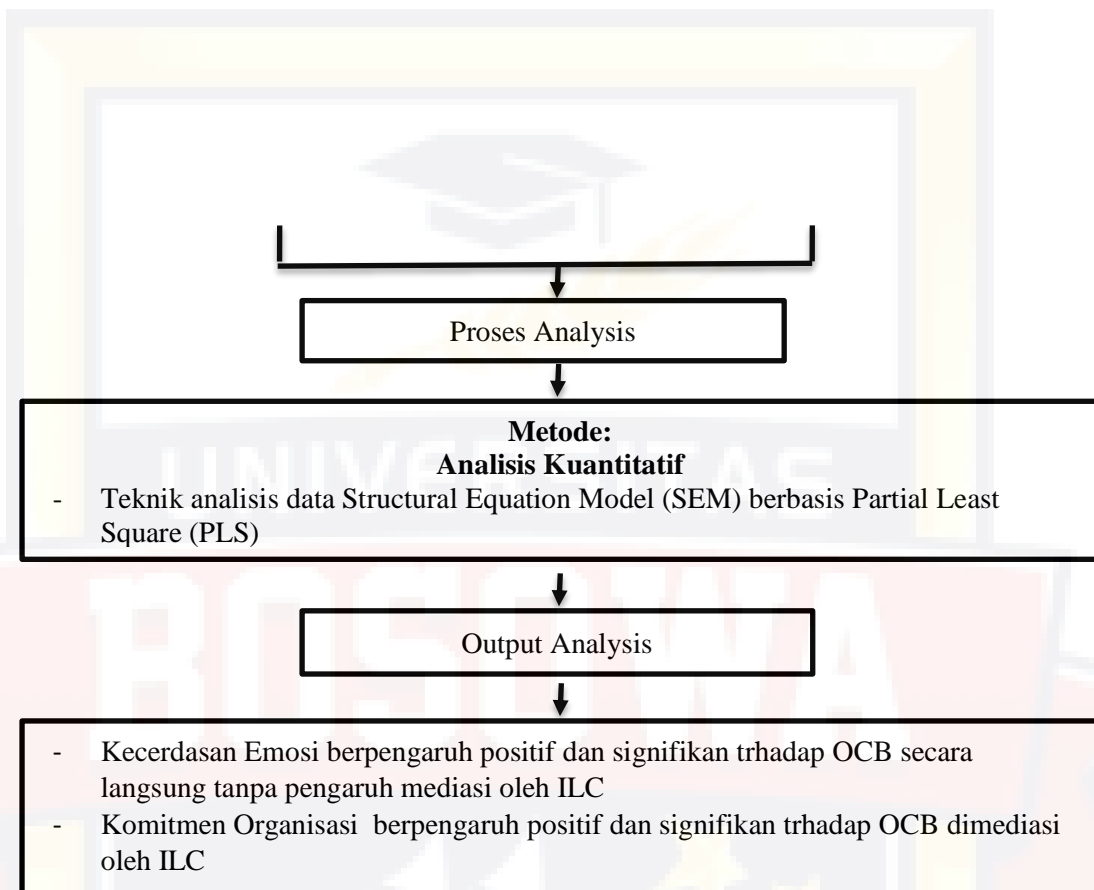 Proses Analysis
Metode:
Analisis Kuantitatif
- Teknik analisis data Structural Equation Model (SEM) berbasis Partial Least
Square (PLS)
Output Analysis
- Kecerdasan Emosi berpengaruh positif dan signifikan trhadap OCB secara
langsung tanpa pengaruh mediasi oleh ILC
- Komitmen Organisasi berpengaruh positif dan signifikan trhadap OCB dimediasi
oleh ILC
UNIVERSITAS
BOSOWA